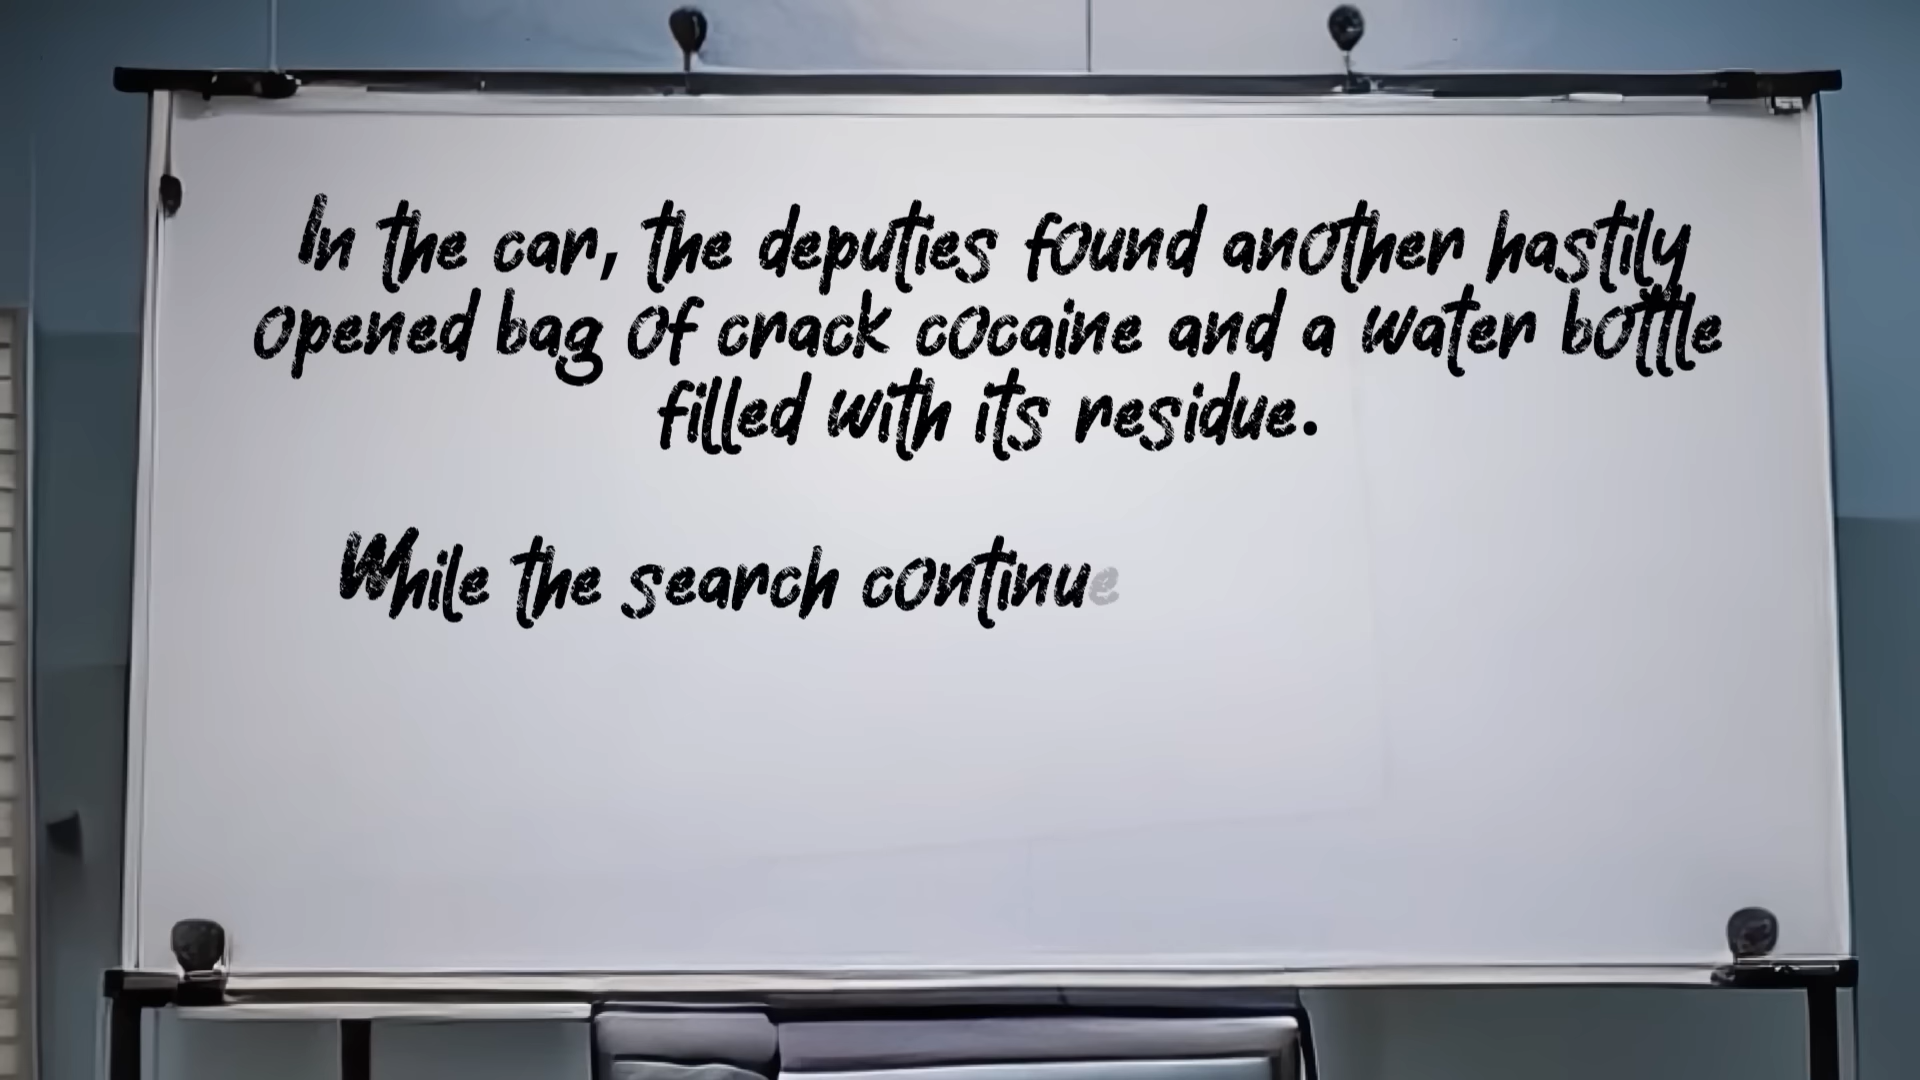 In the car, the deputies found another hastily
opened bag of crack cocaine and a water bottle
filled with its residue.
While the search continue